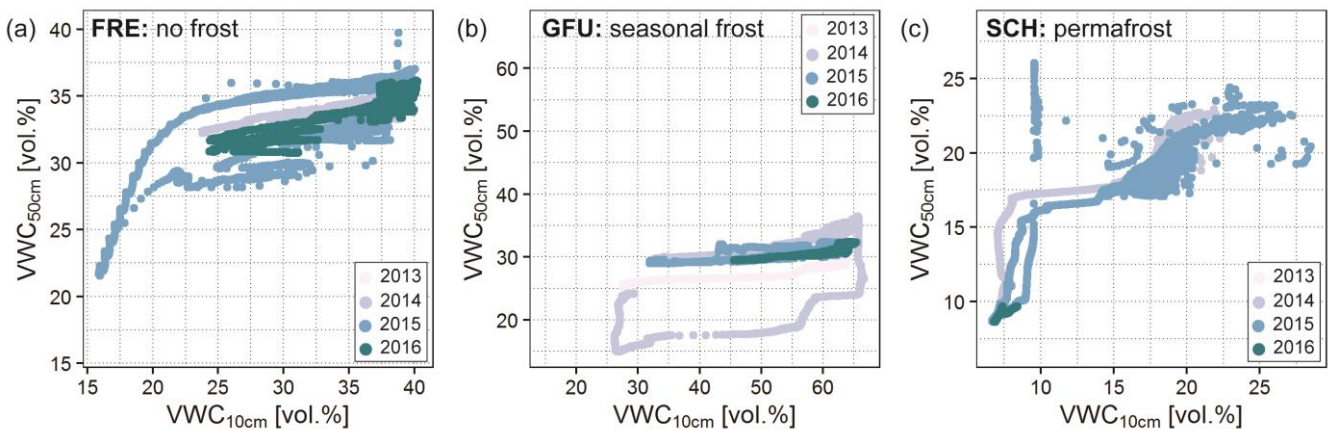 (a) FRE: no frost
40
35
30
25
20
15
VWC50cm [vol.%]
15 20 25 30 35 40
VWC10cm [vol.%]
2013
2014
2015
2016
(b) GFU: seasonal frost
60
50
40
30
20
VWC50cm [vol.%]
20 30 40 50 60
VWC10cm [vol.%]
2013
2014
2015
2016
(c) SCH: permafrost
25
20
15
10
VWC50cm [vol.%]
10 15 20 25
VWC10cm [vol.%]
2013
2014
2015
2016